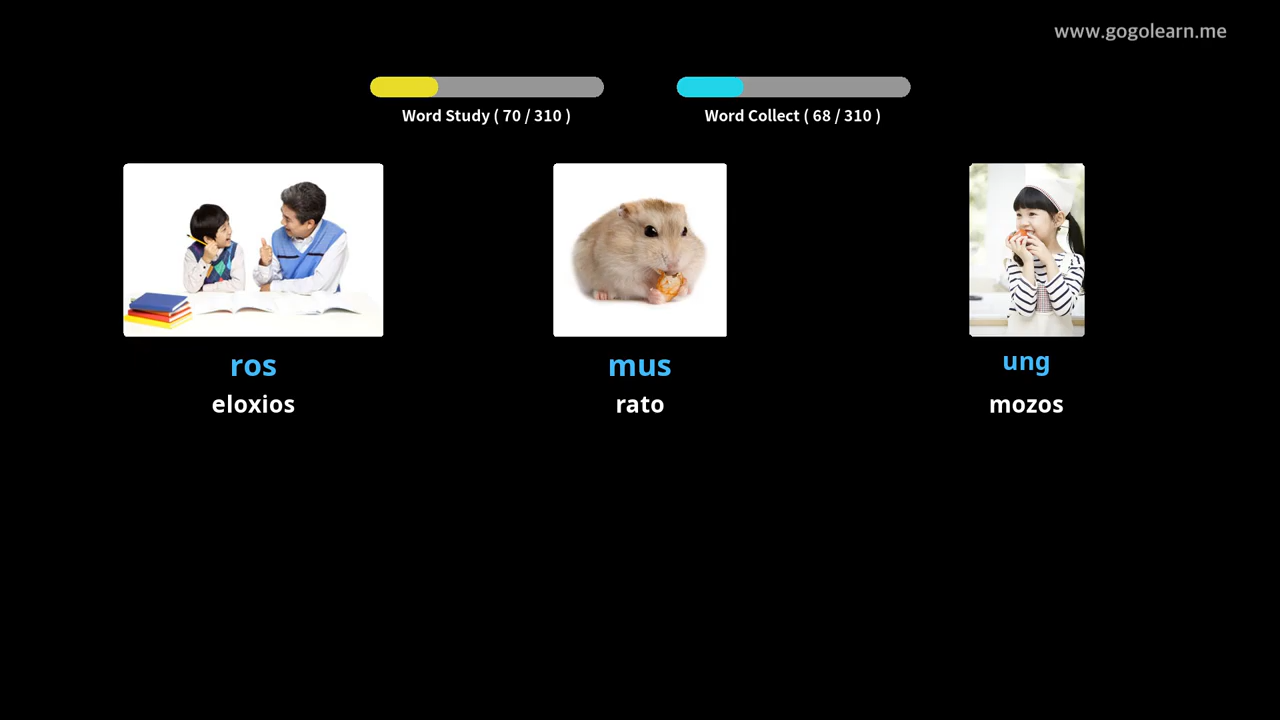 www.gogolearn.me
Word Study ( 70 / 310 )
Word Collect ( 68 / 310 )
ros
mus
ung
eloxios
rato
mozos